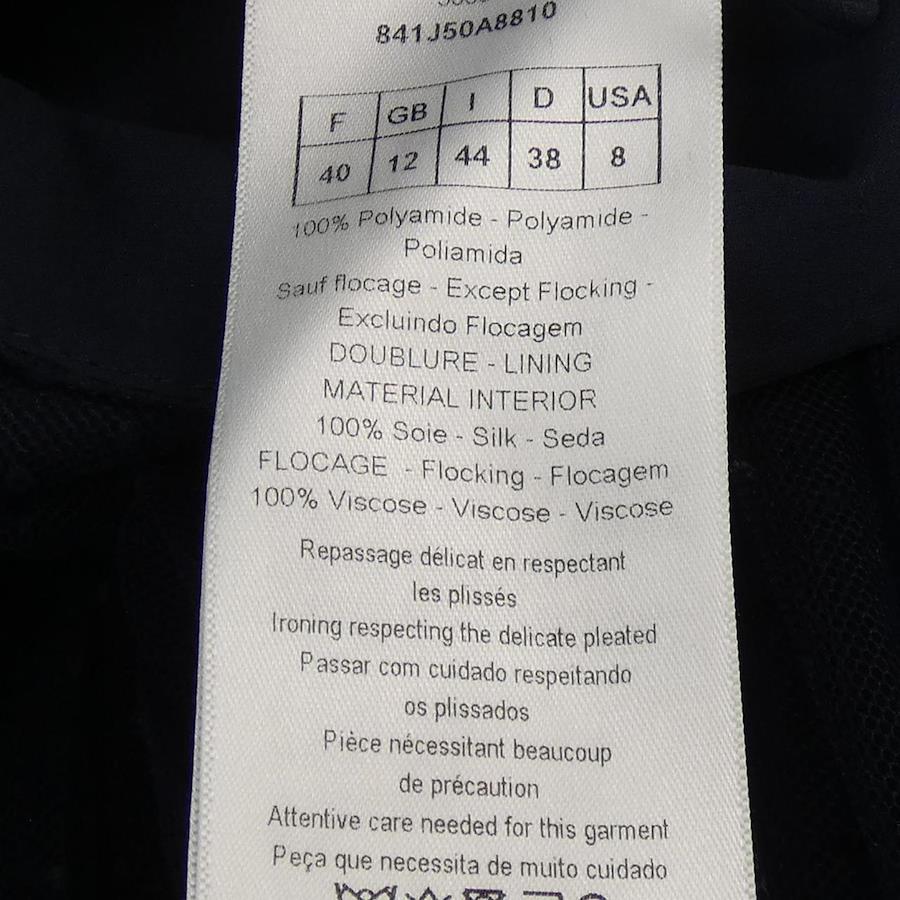 841J50A8810
F GB I D USA
40 12 44 38 8
100% Polyamide - Polyamide -
Poliamida
Sauf flocage - Except Flocking -
Excluindo Flocagem
DOUBLURE - LINING
MATERIAL INTERIOR
100% Soie - Silk - Seda
FLOCAGE - Flocking - Flocagem
100% Viscose - Viscose - Viscose
Repassage délicat en respectant
les plissés
Ironing respecting the delicate pleated
Passar com cuidado respeitando
os plissados
Pièce nécessitant beaucoup
de précaution
Attentive care needed for this garment
Peça que necessita de muito cuidado